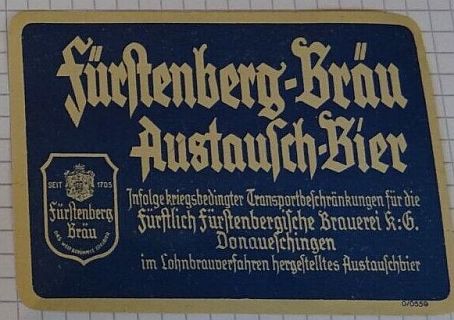 Fürstenberg-Bräu
Austausch-Bier
Infolge kriegsbedingter Transportbeschränkungen für die
Fürstlich Fürstenbergische Brauerei K:G.
Donaueschingen
im Lohnbrauverfahren hergestelltes Austauschbier
SEIT 1705
Fürstenberg
Bräu
O/0559